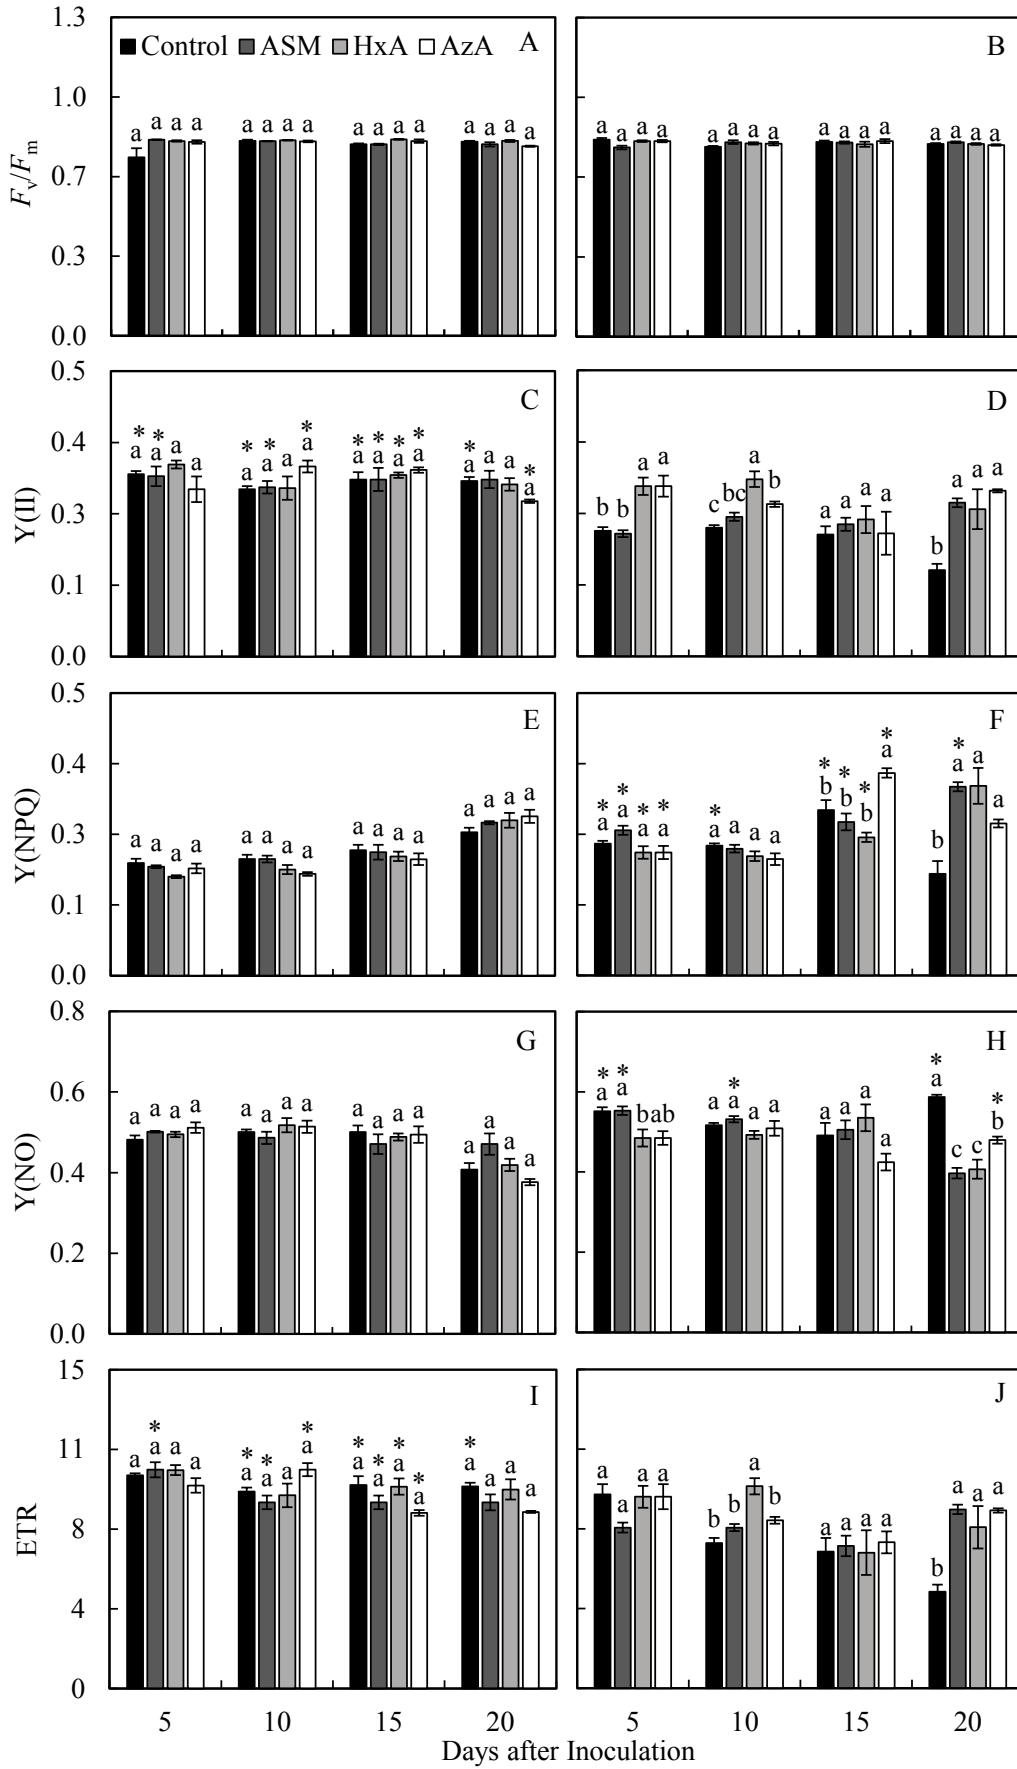 1.3
1.0
0.7
0.3
0.0
Fv/Fm
Control ASM HxA AzA
A
a a a a a a a a a a a a a a a a
B
a a a a a a a a a a a a a a a a
0.5
0.4
0.3
0.1
0.0
Y(II)
C
* * * * * * * * * * *
a a a a a a a a a a a a a a a a
D
b b a a c bc a b a a a a b a a a
0.5
0.4
0.3
0.1
0.0
Y(NPQ)
E
a a a a a a a a a a a a a a a a
F
* * * * * * * * * *
a a a a a a a a b b b a b a a a
0.8
0.6
0.4
0.2
0.0
Y(NO)
G
a a a a a a a a a a a a a a a a
H
* * * * *
a a b ab a a a a a a a a a c c b
15
11
8
4
0
ETR
I
* * * * * * * * *
a a a a a a a a a a a a a a a a
J
a a a a b b a b a a a a b a a a
5 10 15 20 5 10 15 20
Days after Inoculation